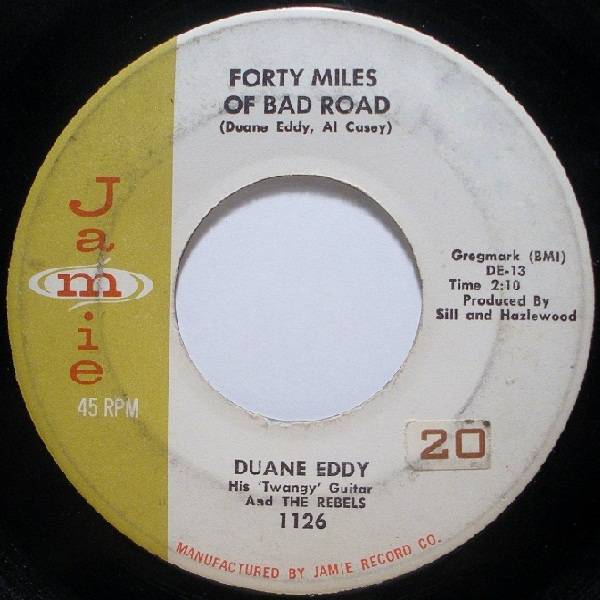 FORTY MILES
OF BAD ROAD
(Duane Eddy, Al Casey)
Jamie
45 RPM
Gregmark (BMI)
DE-13
Time 2:10
Produced By
Sill and Hazlewood
20
DUANE EDDY
His 'Twangy' Guitar
And THE REBELS
1126
MANUFACTURED BY JAMIE RECORD CO.